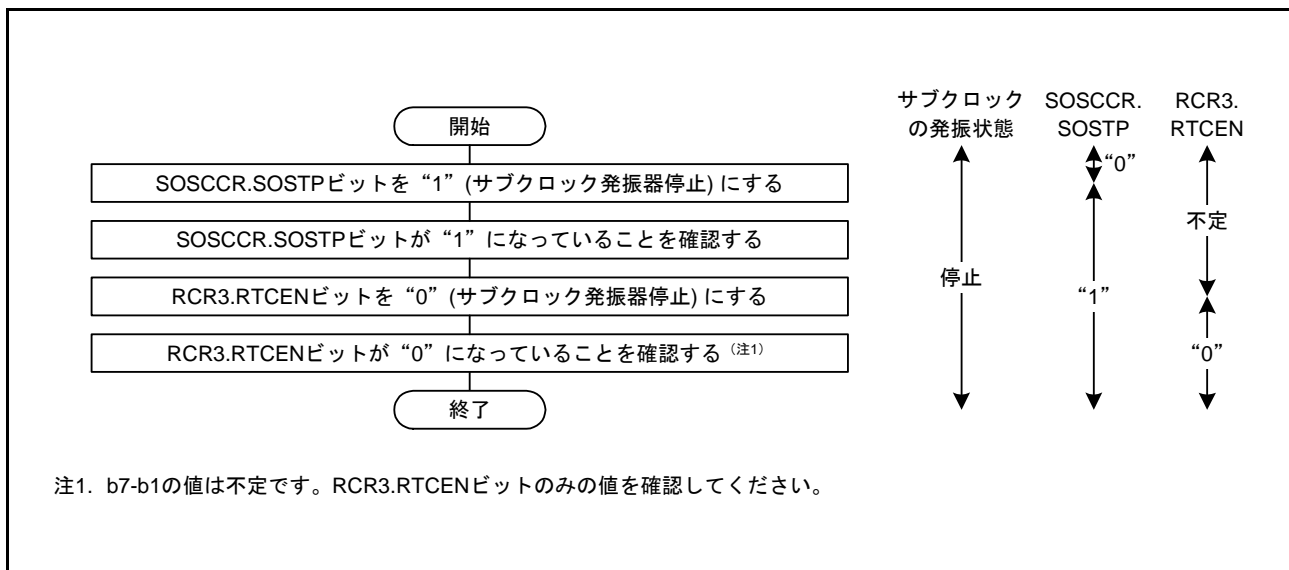 開始
SOSCCR.SOSTPビットを“1”(サブクロック発振器停止) にする
SOSCCR.SOSTPビットが“1”になっていることを確認する
RCR3.RTCENビットを“0”(サブクロック発振器停止) にする
RCR3.RTCENビットが“0”になっていることを確認する (注1)
終了
サブクロック
の発振状態
停止
SOSCCR.
SOSTP
“0”
“1”
RCR3.
RTCEN
不定
“0”
注1. b7-b1の値は不定です。RCR3.RTCENビットのみの値を確認してください。